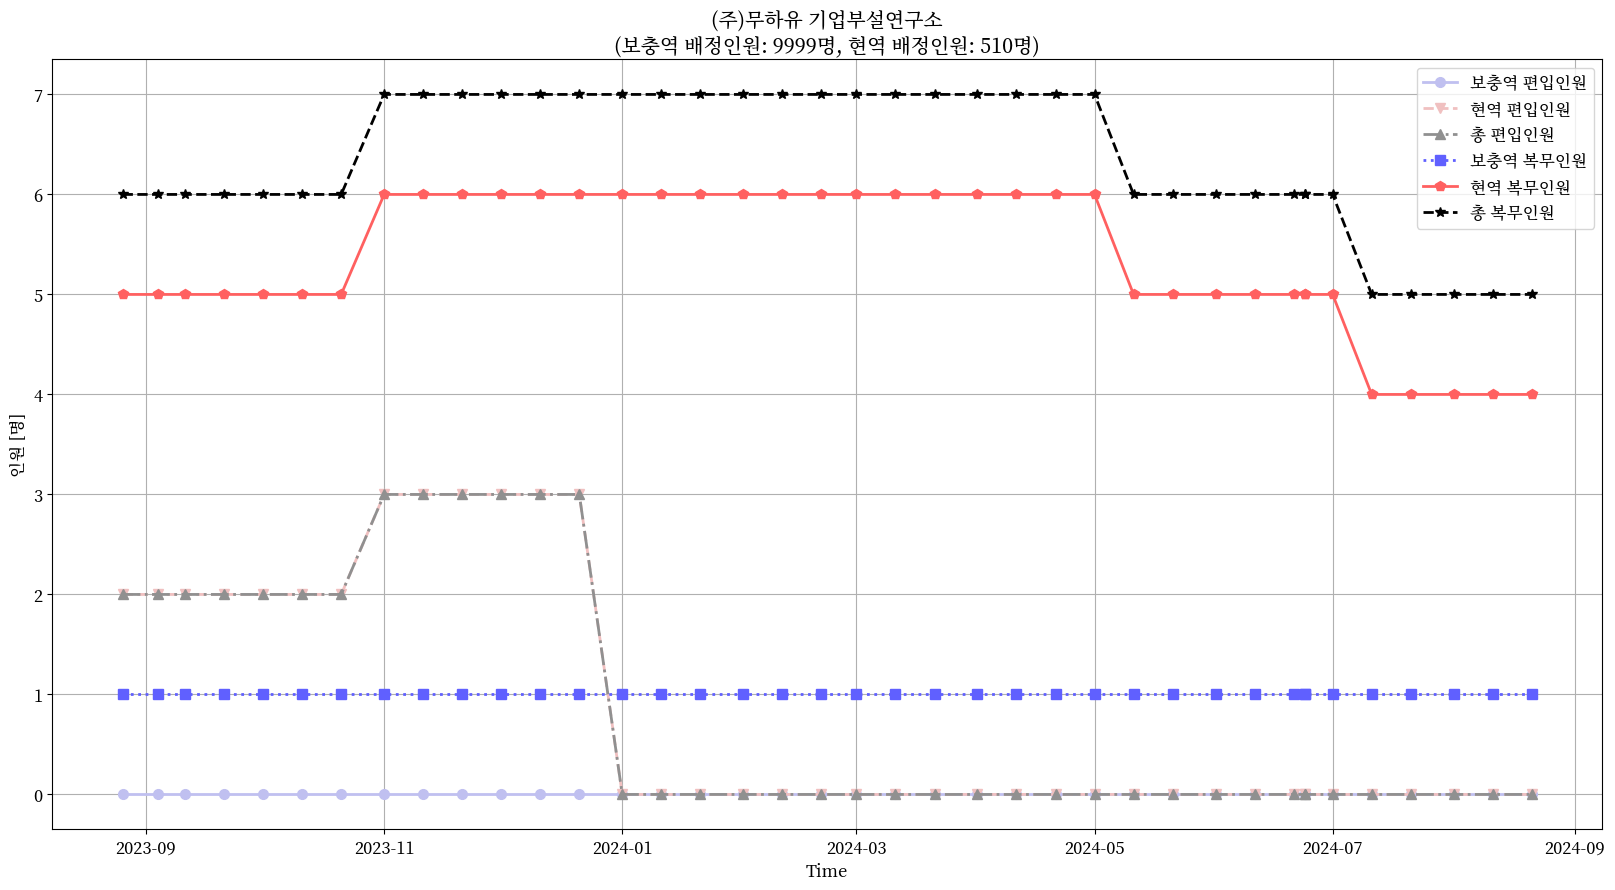 (주)무하유 기업부설연구소
(보충역 배정인원: 9999명, 현역 배정인원: 510명)
보충역 편입인원
현역 편입인원
총 편입인원
보충역 복무인원
현역 복무인원
총 복무인원
인원 [명]
7
6
5
4
3
2
1
0
2023-09 2023-11 2024-01 2024-03 2024-05 2024-07 2024-09
Time